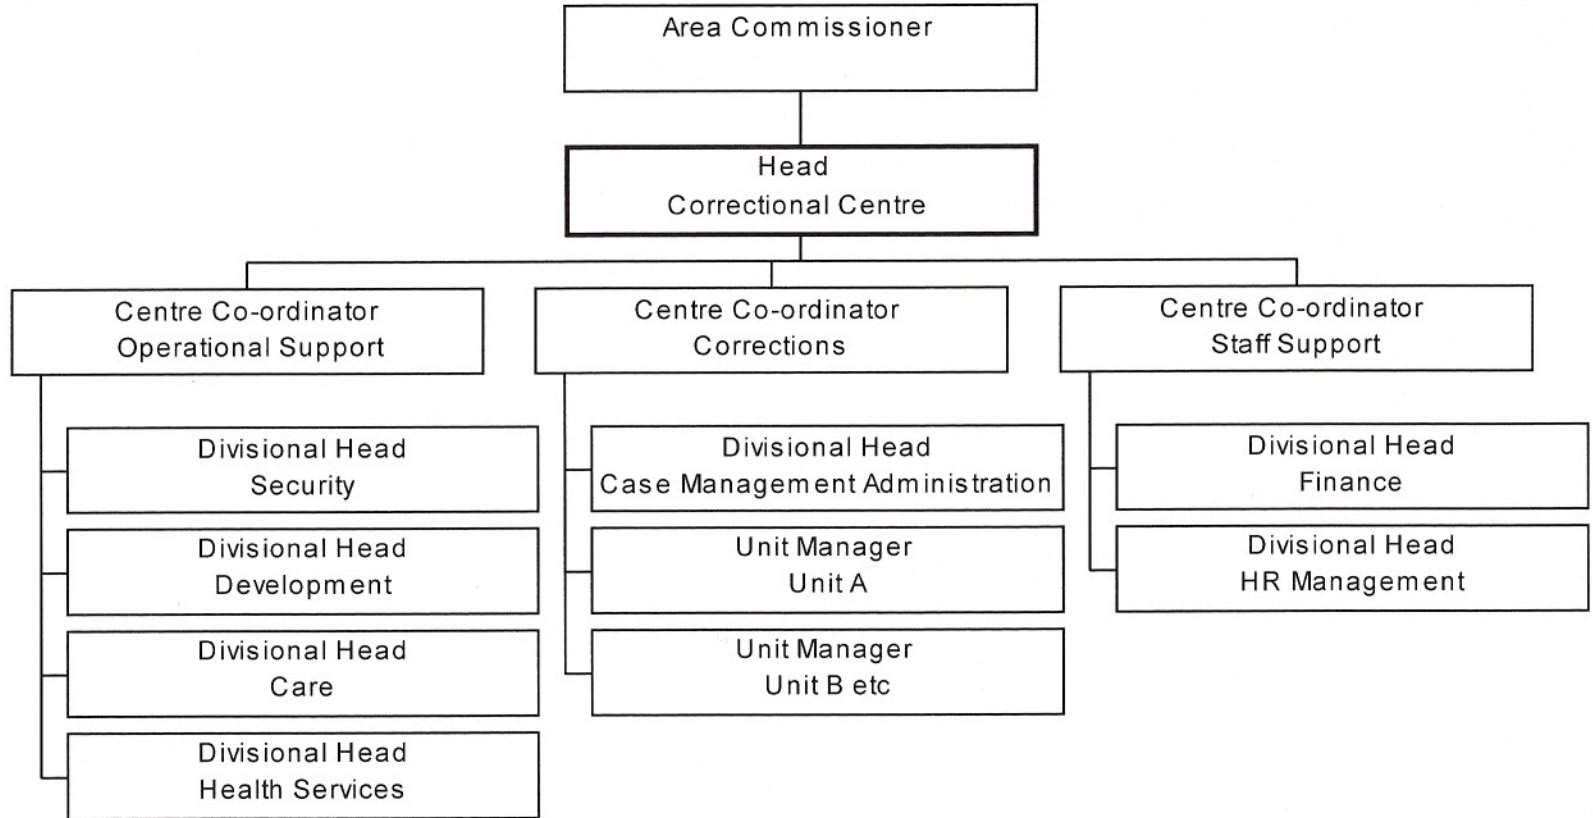 Area Commissioner
Head
Correctional Centre
Centre Co-ordinator
Operational Support
Centre Co-ordinator
Corrections
Centre Co-ordinator
Staff Support
Divisional Head
Security
Divisional Head
Development
Divisional Head
Care
Divisional Head
Health Services
Divisional Head
Case Management Administration
Unit Manager
Unit A
Unit Manager
Unit B etc
Divisional Head
Finance
Divisional Head
HR Management